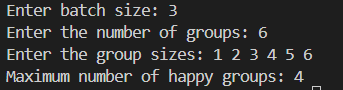 Enter batch size: 3
Enter the number of groups: 6
Enter the group sizes: 1 2 3 4 5 6
Maximum number of happy groups: 4